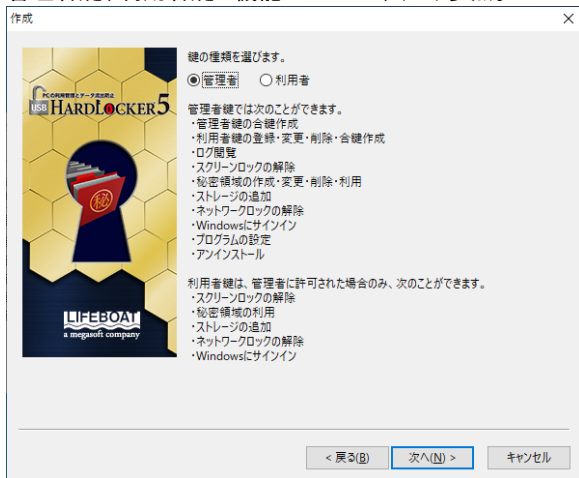 作成
鍵の種類を選びます。
管理者 利用者
管理者鍵では次のことができます。
・管理者鍵の合鍵作成
・利用者鍵の登録・変更・削除・合鍵作成
・ログ閲覧
・スクリーンロックの解除
・秘密領域の作成・変更・削除・利用
・ストレージの追加
・ネットワークロックの解除
・Windowsにサインイン
・プログラムの設定
・アンインストール
利用者鍵は、管理者に許可された場合のみ、次のことができます。
・スクリーンロックの解除
・秘密領域の利用
・ストレージの追加
・ネットワークロックの解除
・Windowsにサインイン
PCの利用管理とデータ流出防止
USB HARDLOCKER5
秘
LIFEBOAT
a megasoft company
< 戻る(B)
次へ(N) >
キャンセル